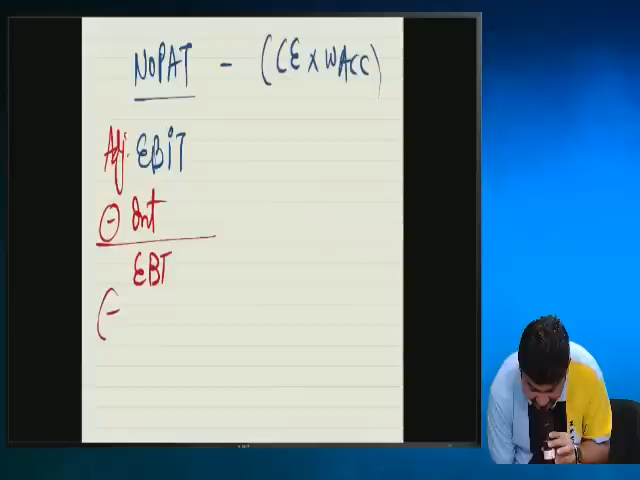 NOPAT - (CE x WACC)
Adj. EBIT
(-) Int
EBT
(-